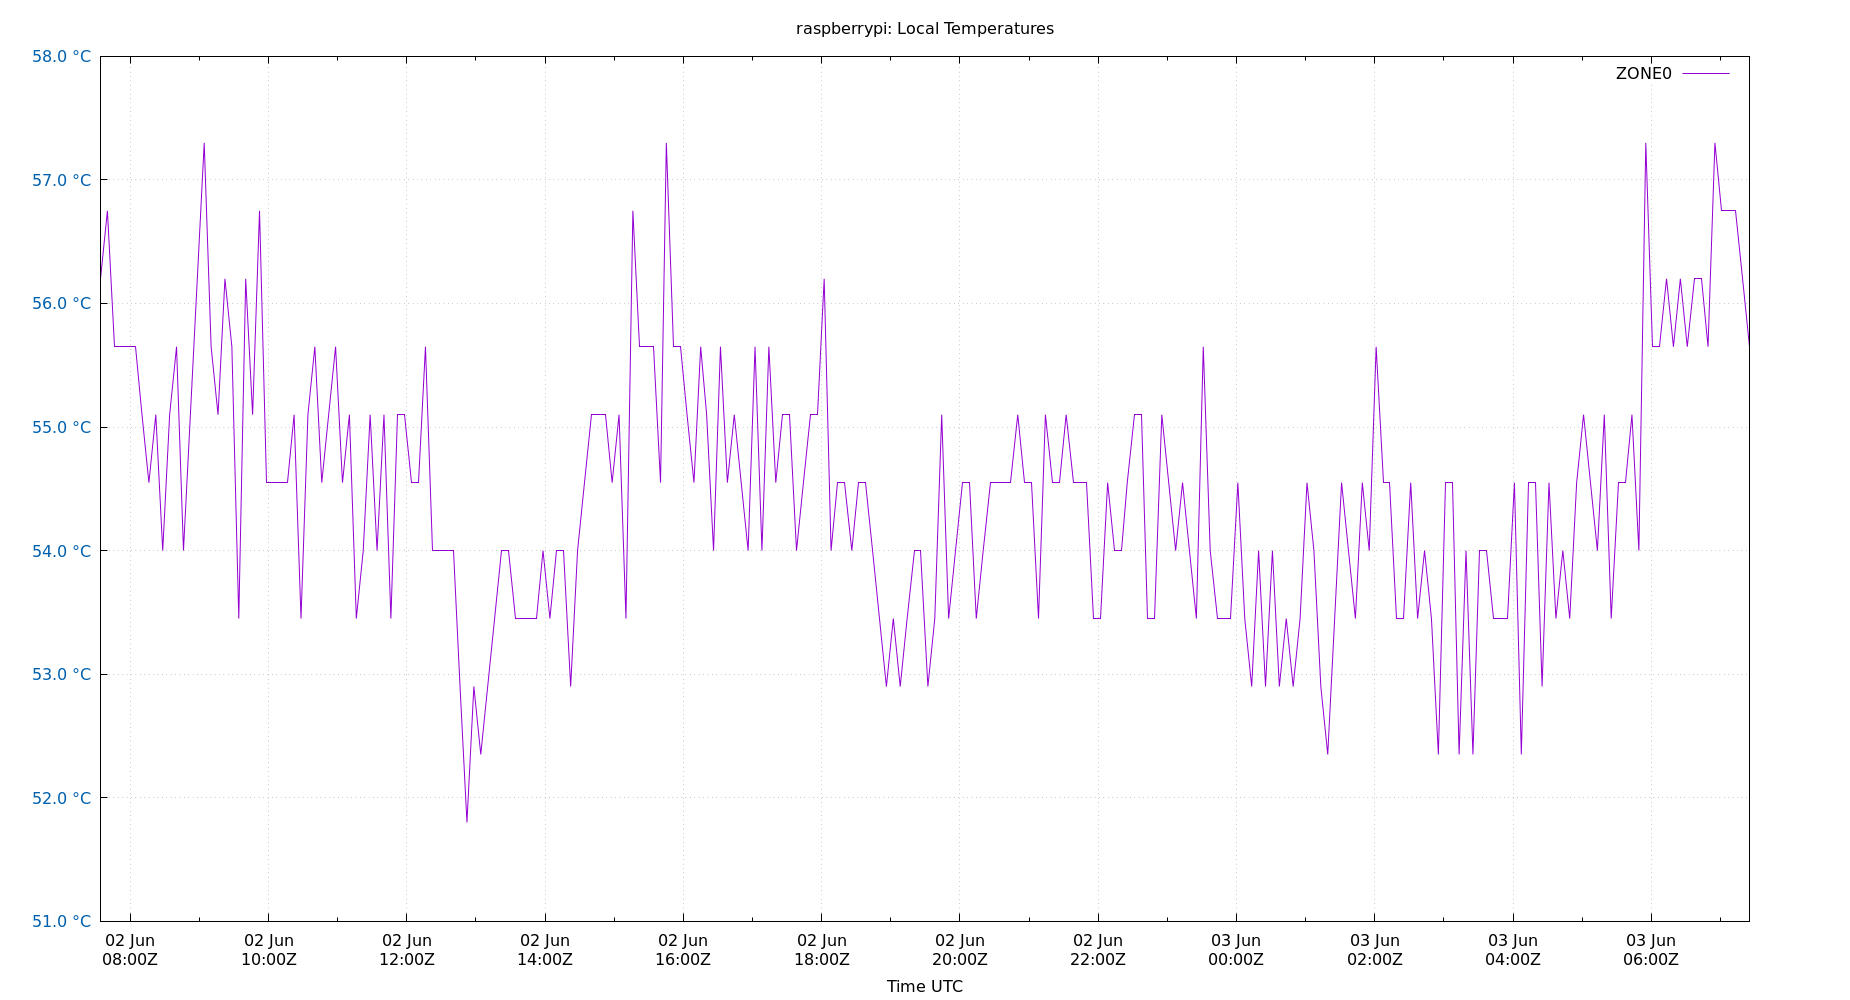 raspberrypi: Local Temperatures
58.0 °C
ZONE0
57.0 °C
56.0 °C
55.0 °C
54.0 °C
53.0 °C
52.0 °C
51.0 °C
02 Jun 02 Jun 02 Jun 02 Jun 02 Jun 02 Jun 02 Jun 02 Jun 03 Jun 03 Jun 03 Jun 03 Jun
08:00Z 10:00Z 12:00Z 14:00Z 16:00Z 18:00Z 20:00Z 22:00Z 00:00Z 02:00Z 04:00Z 06:00Z
Time UTC